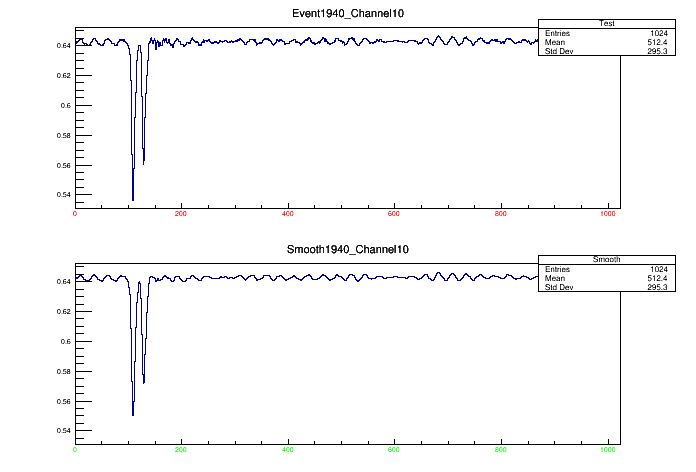 Event1940_Channel10
Test
Entries 1024
Mean 512.4
Std Dev 295.3
0.64
0.62
0.6
0.58
0.56
0.54
0 200 400 600 800 1000
Smooth1940_Channel10
Smooth
Entries 1024
Mean 512.4
Std Dev 295.3
0.64
0.62
0.6
0.58
0.56
0.54
0 200 400 600 800 1000